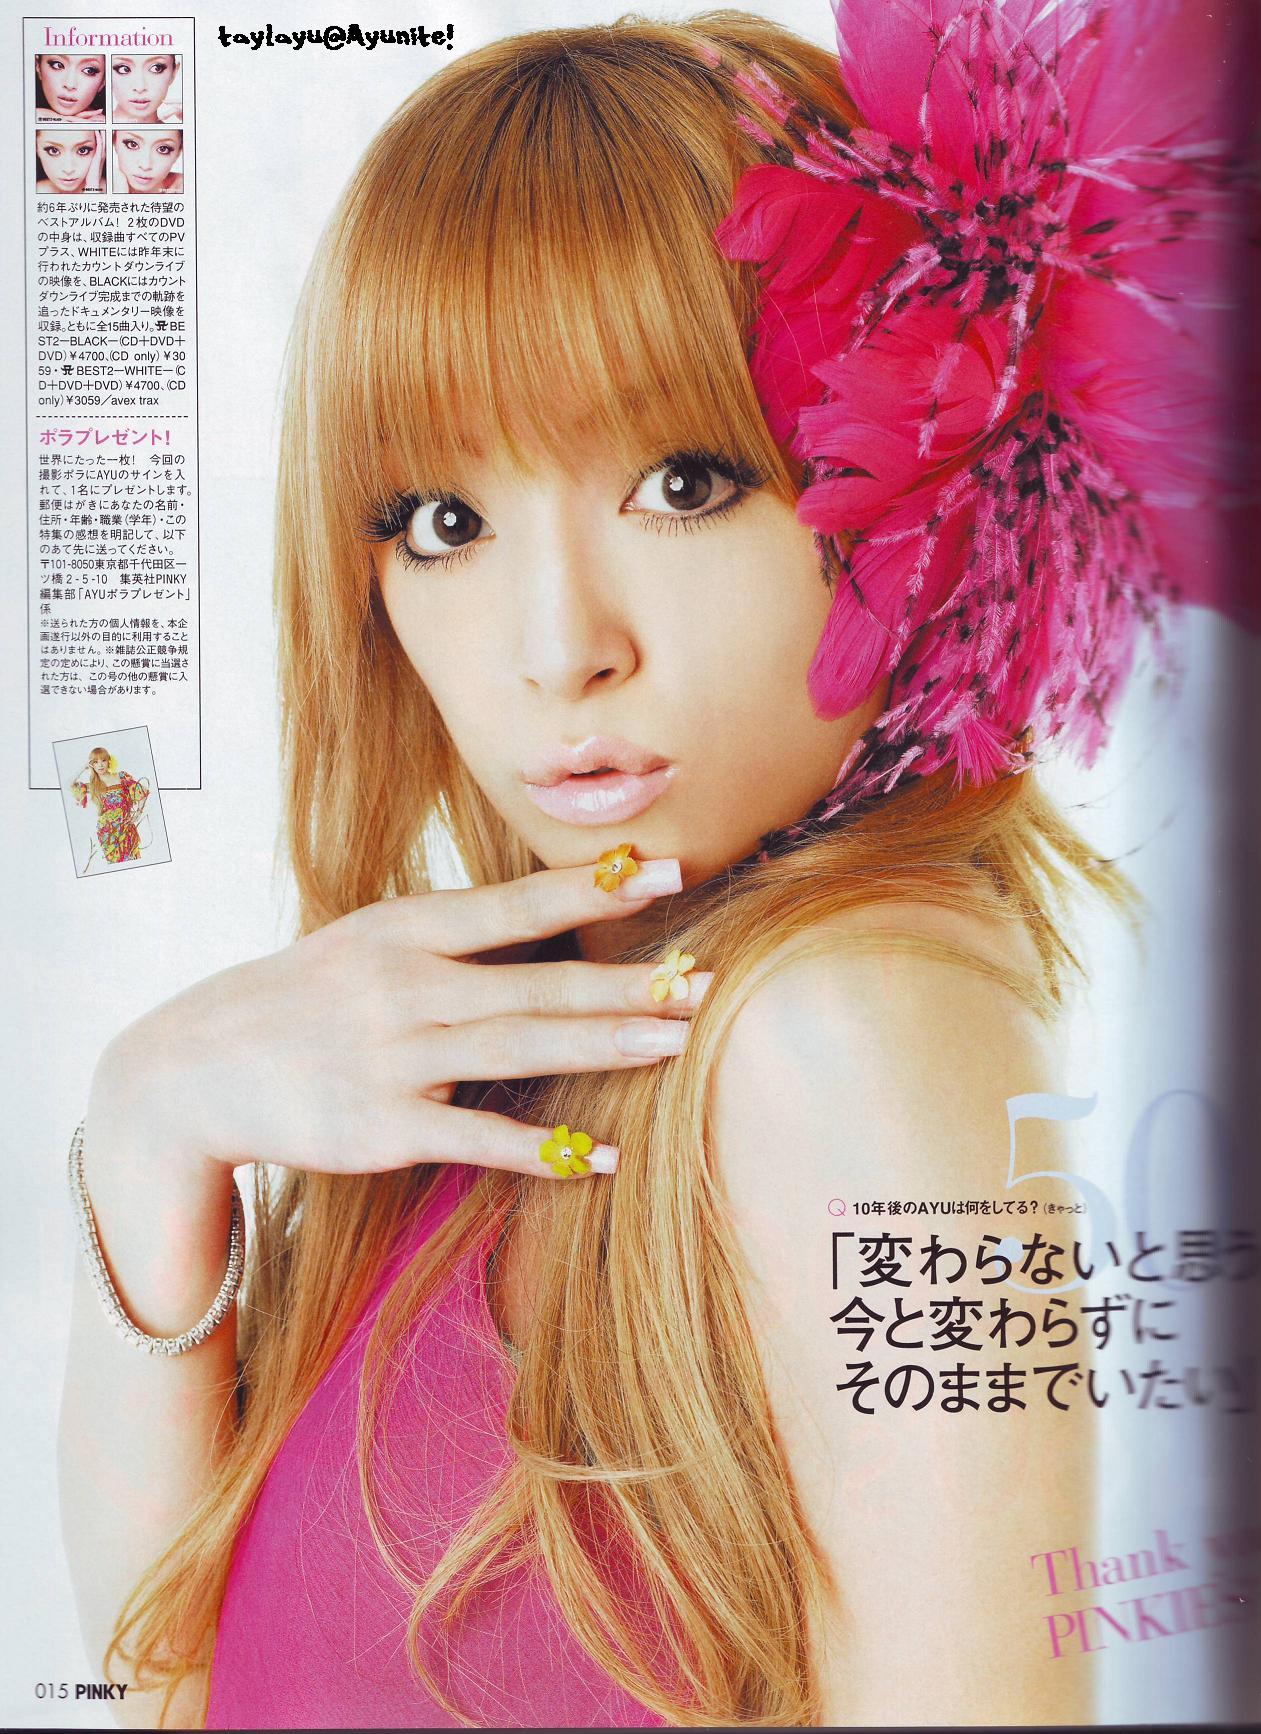 taylayu@Ayunite!
Information
約6年ぶりに発売された待望の
ベストアルバム! 2枚のDVD
の中身は、収録曲すべてのPV
プラス、WHITEには昨年末に
行われたカウントダウンライブ
の映像を、BLACKにはカウント
ダウンライブ完成までの軌跡を
追ったドキュメンタリー映像を
収録。ともに全15曲入り。 BE
ST2ーBLACKー(CD+DVD+
DVD)¥4700、(CD only)¥30
59・ BEST2ーWHITEー(C
D+DVD+DVD)¥4700、(CD
only)¥3059/avex trax
ポラプレゼント!
世界にたった一枚! 今回の
撮影ポラにAYUのサインを入
れて、1名にプレゼントします。
郵便はがきにあなたの名前・
住所・年齢・職業(学年)・この
特集の感想を明記して、以下
のあて先に送ってください。
〒101-8050東京都千代田区一
ツ橋2-5-10 集英社PINKY
編集部「AYUポラプレゼント」
係
※送られた方の個人情報を、本企
画遂行以外の目的に利用すること
はありません。※雑誌公正競争規
定の定めにより、この懸賞に当選さ
れた方は、この号の他の懸賞に入
選できない場合があります。
50
Q 10年後のAYUは何をしてる?(きゃっと)
「変わらないと思う
今と変わらずに
そのままでいたい」
Thank
PINKIES
015 PINKY